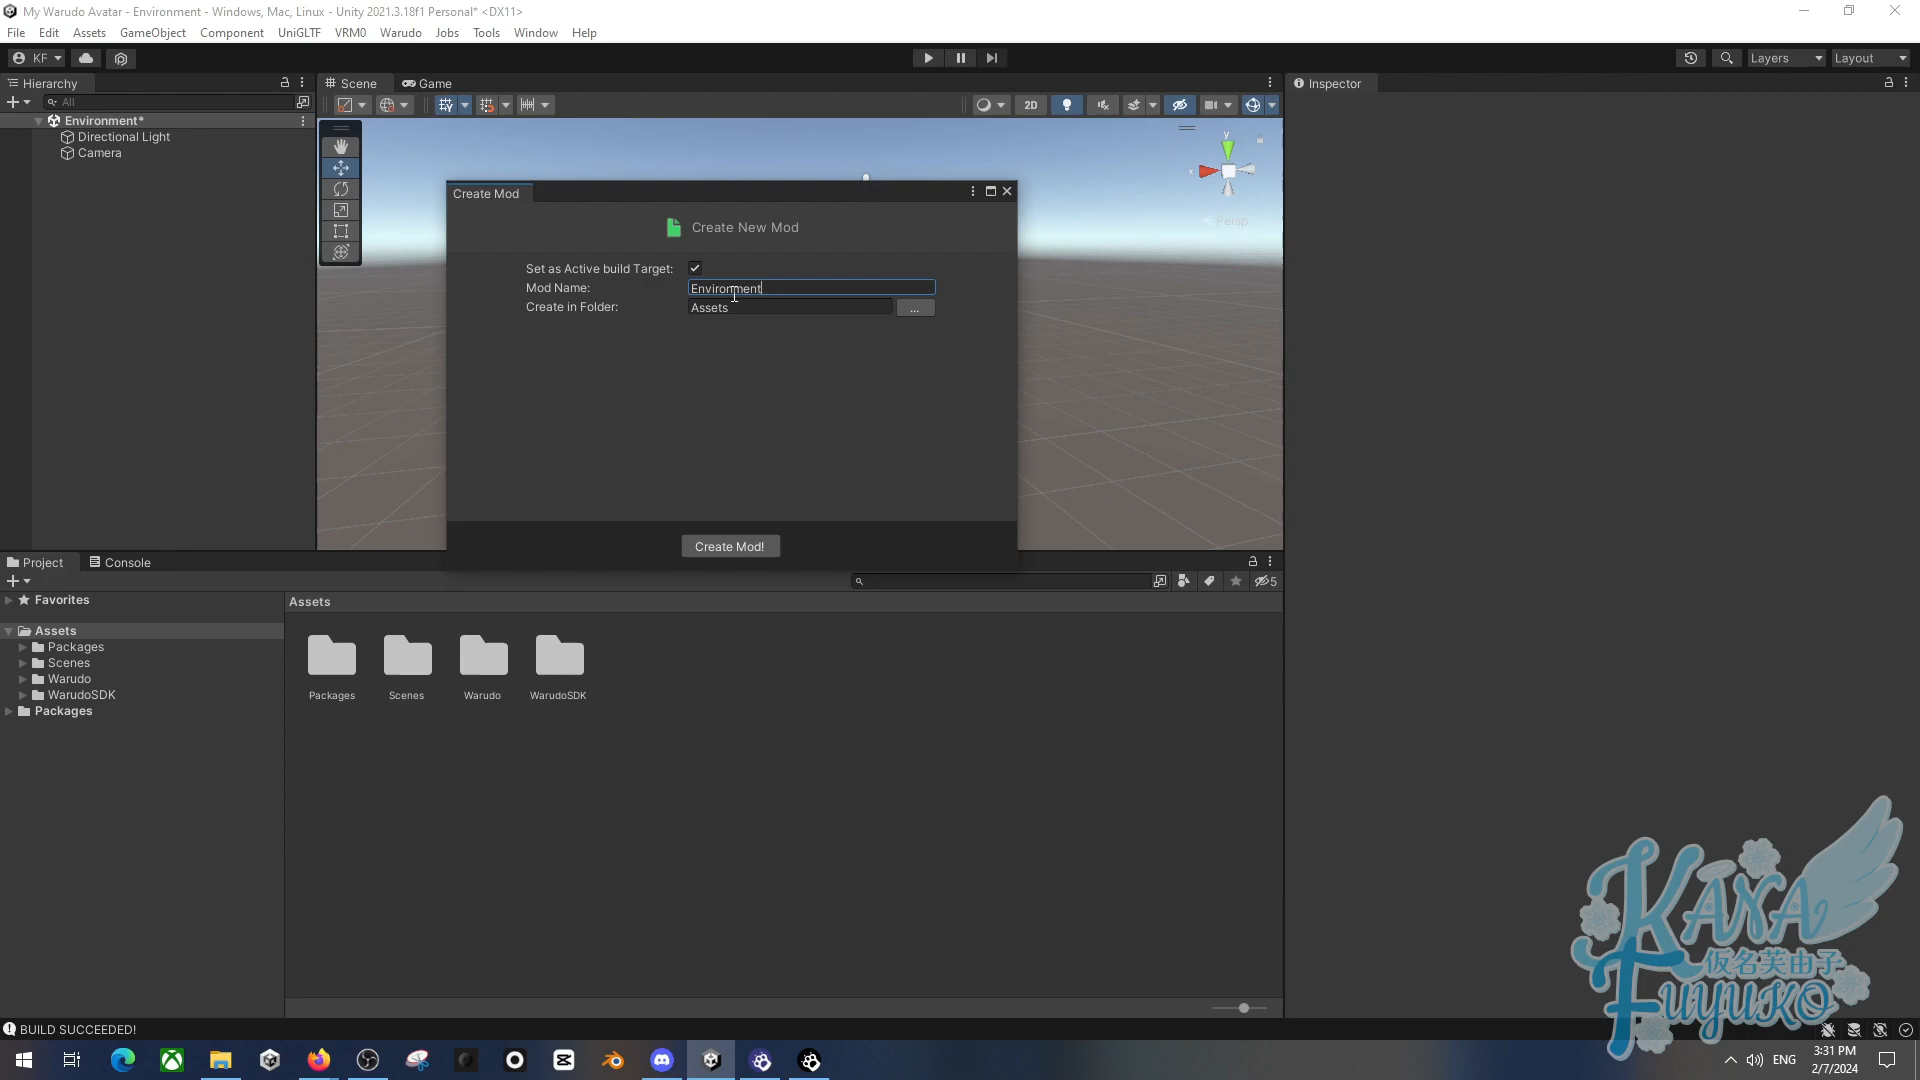 My Warudo Avatar - Environment - Windows, Mac, Linux - Unity 2021.3.18f1 Personal* <DX11>
File Edit Assets GameObject Component UniGLTF VRM0 Warudo Jobs Tools Window Help
KF
Layers
Layout
Hierarchy
Scene
Game
Inspector
All
2D
Environment*
Directional Light
Camera
y
x
Persp
Create Mod
Create New Mod
Set as Active build Target:
Mod Name: Environment
Create in Folder: Assets ...
Create Mod!
Project
Console
5
Favorites
Assets
Packages
Scenes
Warudo
WarudoSDK
Packages
Assets
Packages
Scenes
Warudo
WarudoSDK
KANA
仮名芙由子
FUYUKO
BUILD SUCCEEDED!
ENG
3:31 PM
2/7/2024